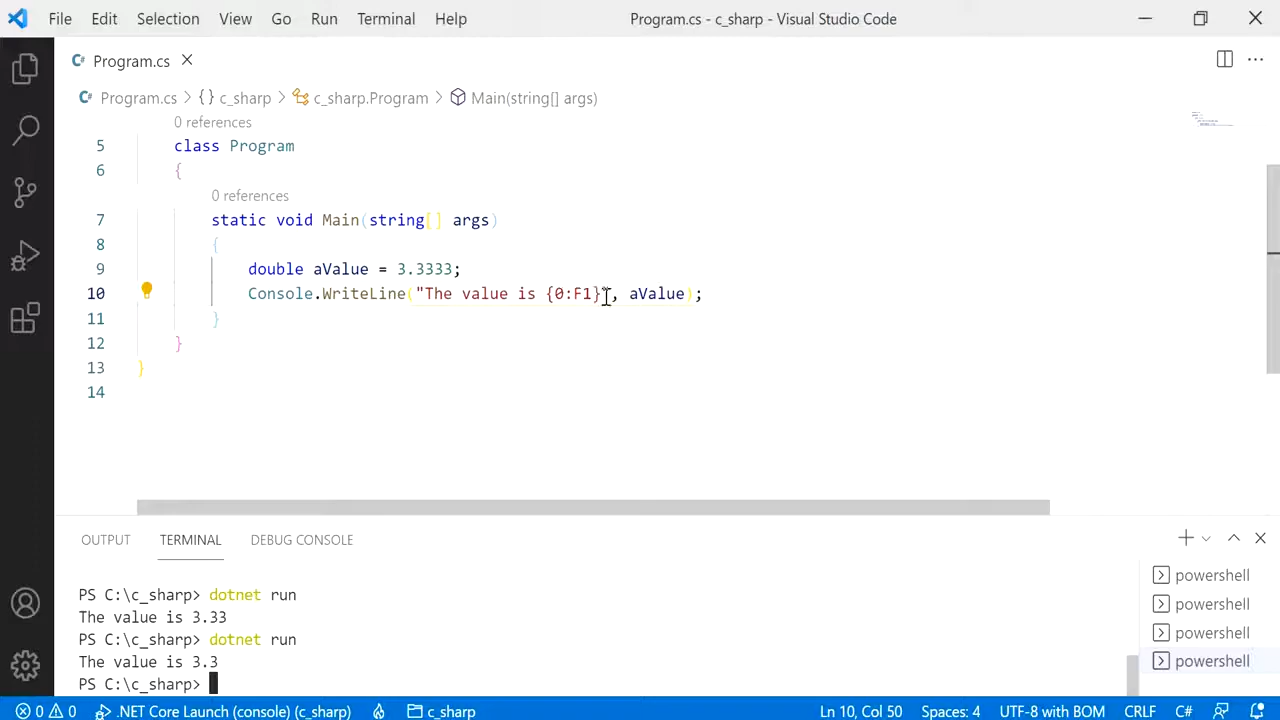 File Edit Selection View Go Run Terminal Help Program.cs - c_sharp - Visual Studio Code
C# Program.cs
C# Program.cs > {} c_sharp > c_sharp.Program > Main(string[] args)
0 references
5 class Program
6 {
0 references
7 static void Main(string[] args)
8 {
9 double aValue = 3.3333;
10 Console.WriteLine("The value is {0:F1}", aValue);
11 }
12 }
13 }
14
OUTPUT TERMINAL DEBUG CONSOLE
PS C:\c_sharp> dotnet run
The value is 3.33
PS C:\c_sharp> dotnet run
The value is 3.3
PS C:\c_sharp>
powershell
powershell
powershell
powershell
0 0 .NET Core Launch (console) (c_sharp) c_sharp Ln 10, Col 50 Spaces: 4 UTF-8 with BOM CRLF C#